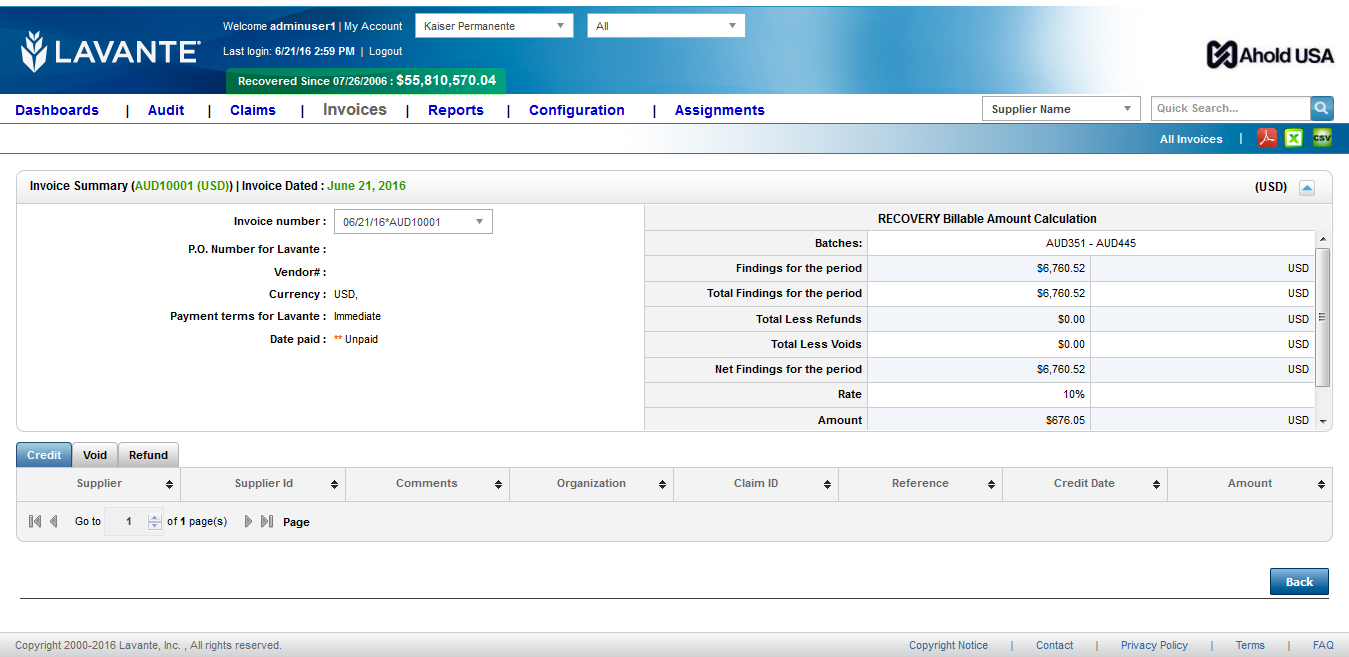 LAVANTE®
Welcome adminuser1 | My Account
Kaiser Permanente
All
Last login: 6/21/16 2:59 PM | Logout
Recovered Since 07/26/2006 : $55,810,570.04
Ahold USA
Dashboards | Audit | Claims | Invoices | Reports | Configuration | Assignments
Supplier Name
Quick Search...
All Invoices |
CSV
Invoice Summary (AUD10001 (USD)) | Invoice Dated : June 21, 2016
(USD)
Invoice number : 06/21/16*AUD10001
P.O. Number for Lavante :
Vendor# :
Currency : USD,
Payment terms for Lavante : Immediate
Date paid : ** Unpaid
RECOVERY Billable Amount Calculation
Batches: AUD351 - AUD445
Findings for the period $6,760.52 USD
Total Findings for the period $6,760.52 USD
Total Less Refunds $0.00 USD
Total Less Voids $0.00 USD
Net Findings for the period $6,760.52 USD
Rate 10%
Amount $676.05 USD
Credit Void Refund
Supplier Supplier Id Comments Organization Claim ID Reference Credit Date Amount
Go to 1 of 1 page(s) Page
Back
Copyright 2000-2016 Lavante, Inc. , All rights reserved.
Copyright Notice | Contact | Privacy Policy | Terms | FAQ